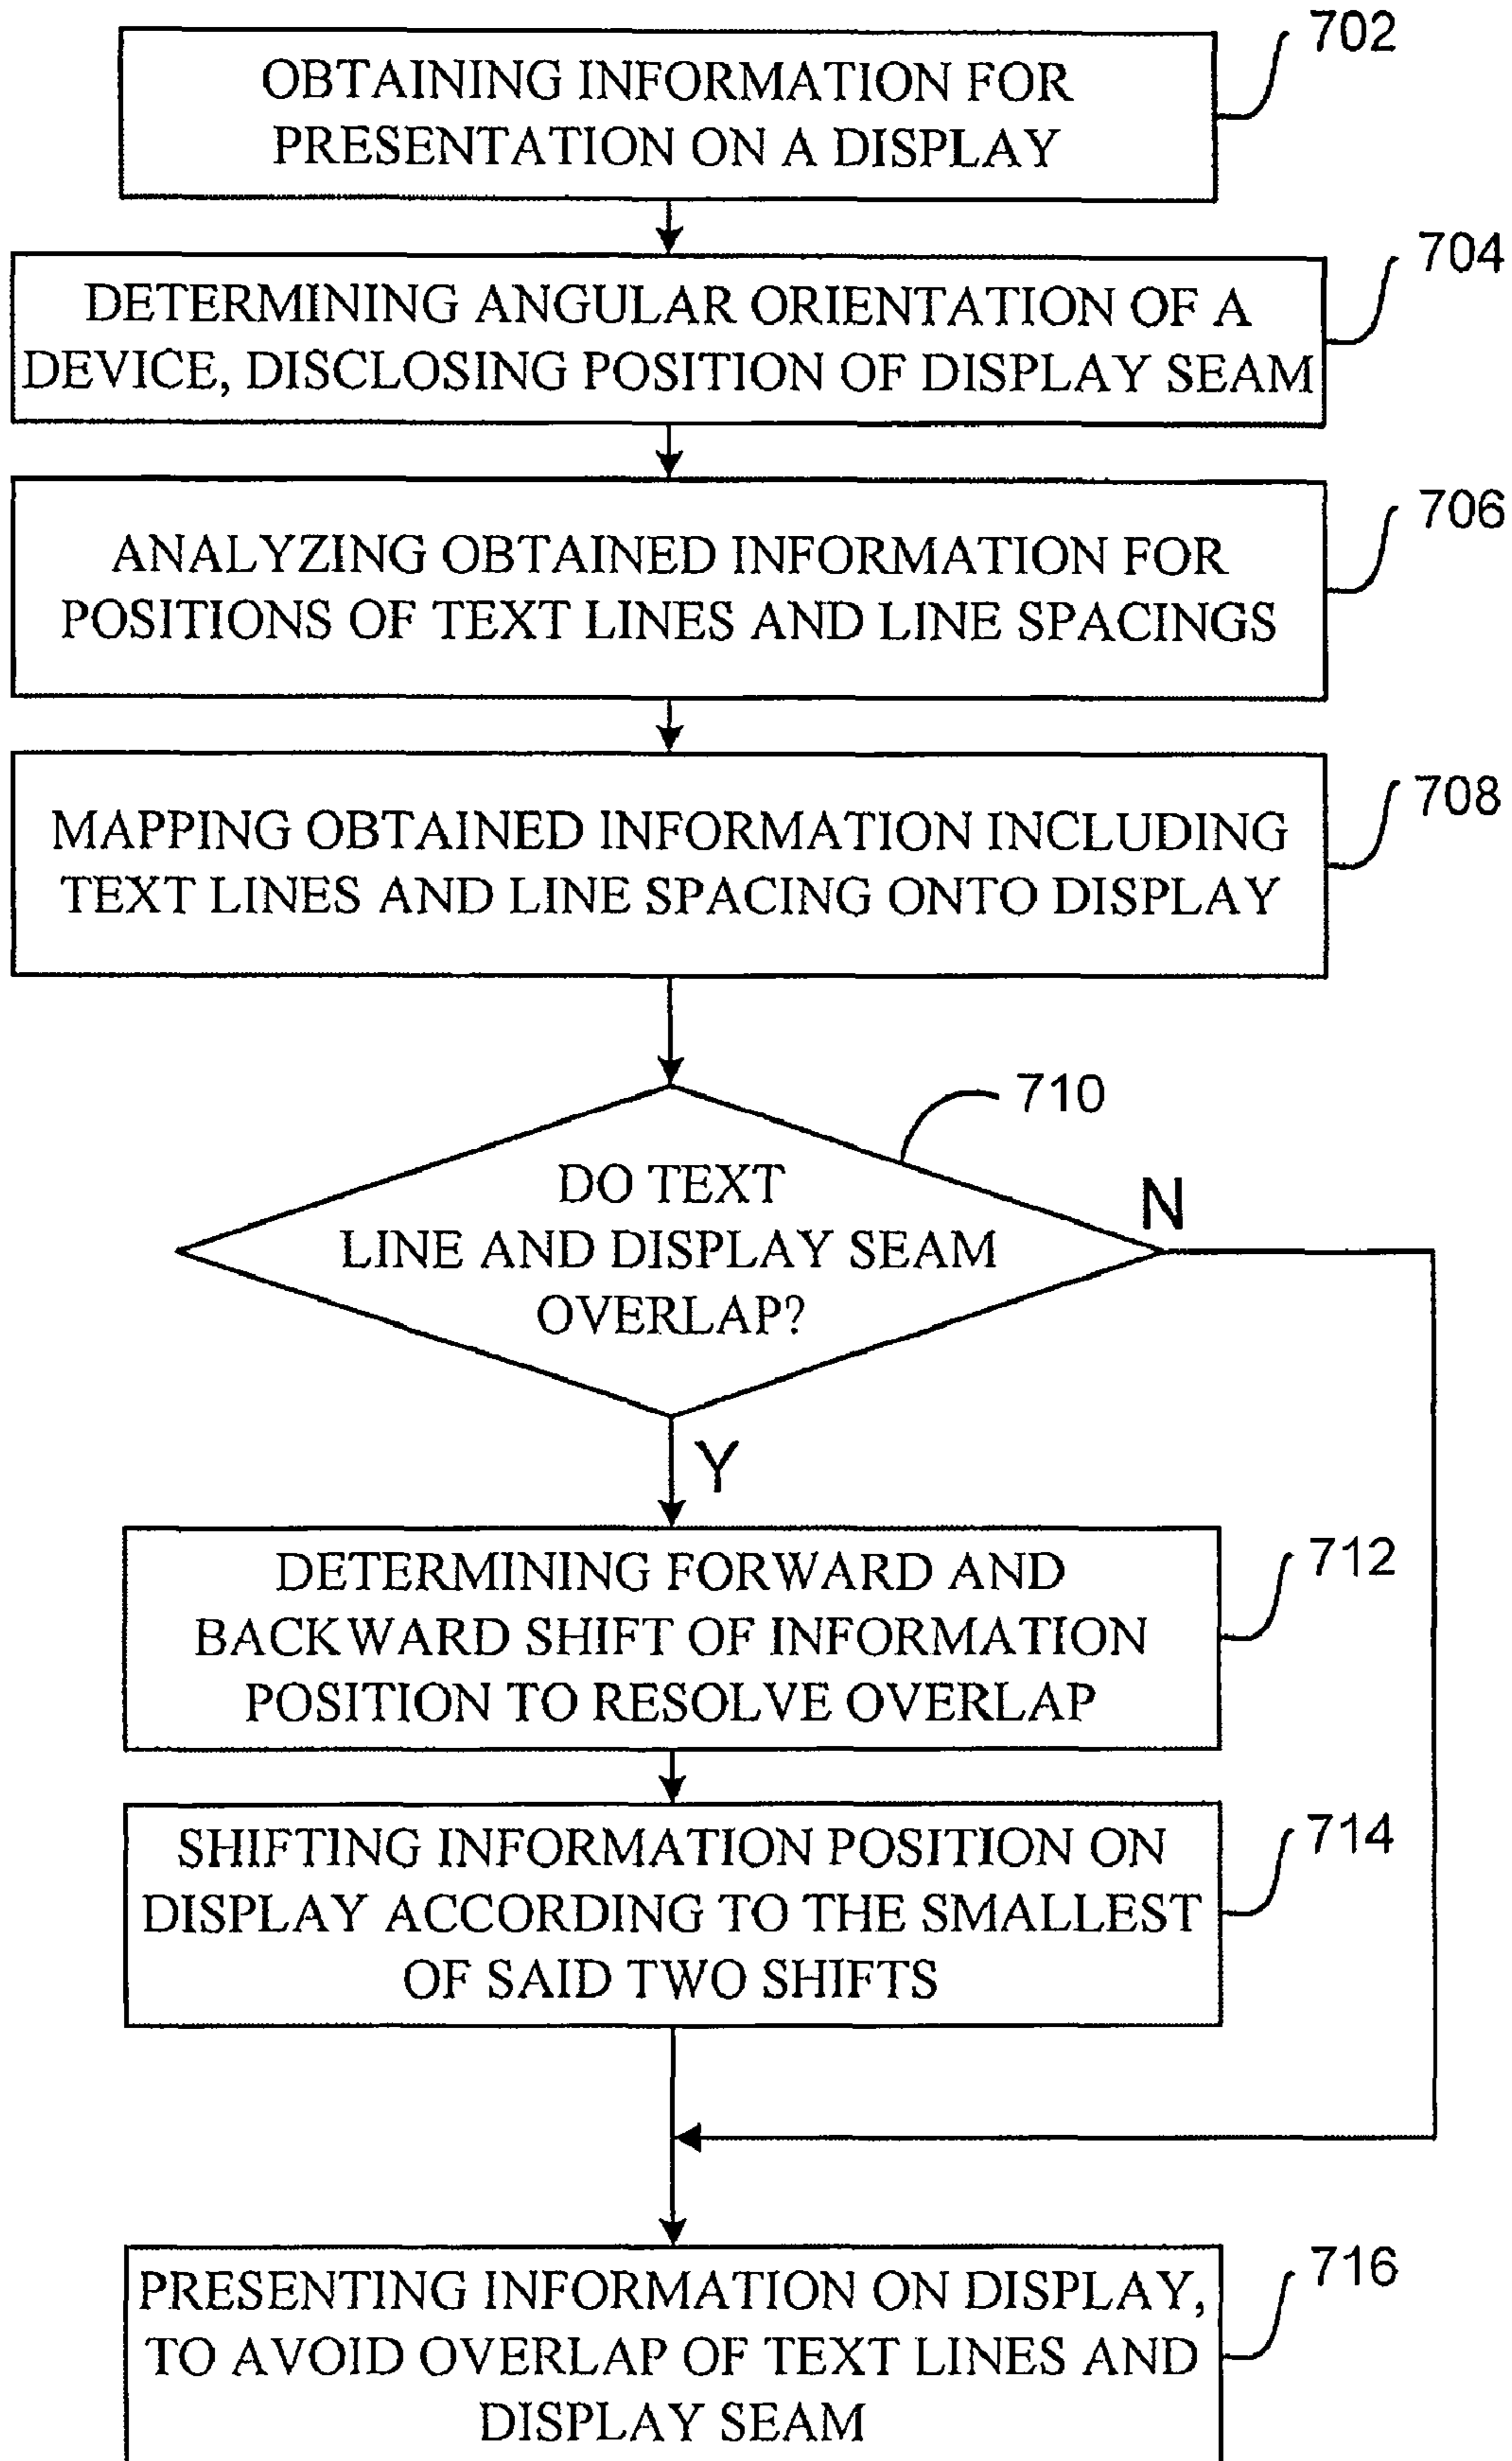 702
OBTAINING INFORMATION FOR
PRESENTATION ON A DISPLAY
704
DETERMINING ANGULAR ORIENTATION OF A
DEVICE, DISCLOSING POSITION OF DISPLAY SEAM
706
ANALYZING OBTAINED INFORMATION FOR
POSITIONS OF TEXT LINES AND LINE SPACINGS
708
MAPPING OBTAINED INFORMATION INCLUDING
TEXT LINES AND LINE SPACING ONTO DISPLAY
710
DO TEXT
LINE AND DISPLAY SEAM
OVERLAP?
N
Y
712
DETERMINING FORWARD AND
BACKWARD SHIFT OF INFORMATION
POSITION TO RESOLVE OVERLAP
714
SHIFTING INFORMATION POSITION ON
DISPLAY ACCORDING TO THE SMALLEST
OF SAID TWO SHIFTS
716
PRESENTING INFORMATION ON DISPLAY,
TO AVOID OVERLAP OF TEXT LINES AND
DISPLAY SEAM